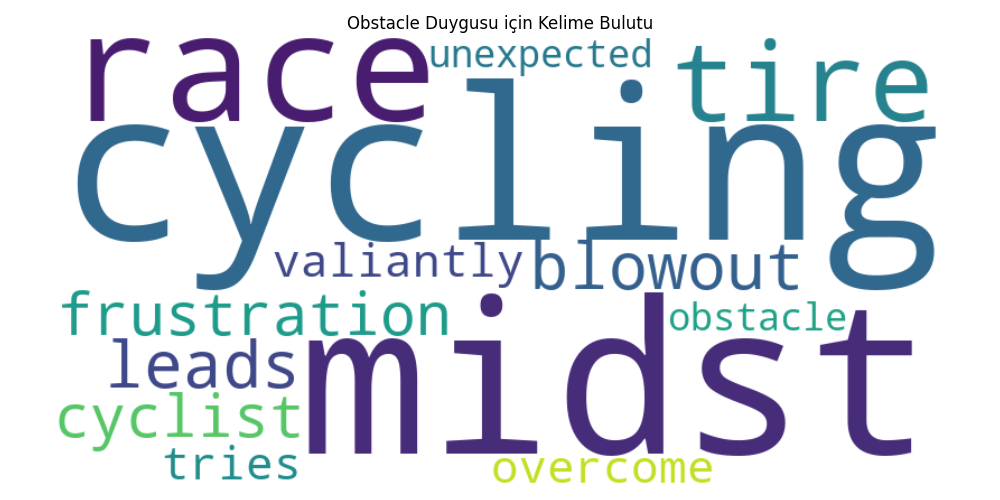 Obstacle Duygusu için Kelime Bulutu
race unexpected tire
cycling
valiantly blowout
frustration obstacle
leads midst
cyclist
tries overcome